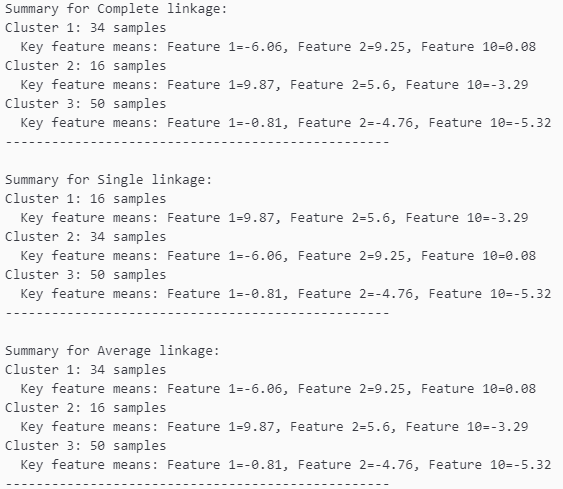 Summary for Complete linkage:
Cluster 1: 34 samples
  Key feature means: Feature 1=-6.06, Feature 2=9.25, Feature 10=0.08
Cluster 2: 16 samples
  Key feature means: Feature 1=9.87, Feature 2=5.6, Feature 10=-3.29
Cluster 3: 50 samples
  Key feature means: Feature 1=-0.81, Feature 2=-4.76, Feature 10=-5.32
--------------------------------------------------
Summary for Single linkage:
Cluster 1: 16 samples
  Key feature means: Feature 1=9.87, Feature 2=5.6, Feature 10=-3.29
Cluster 2: 34 samples
  Key feature means: Feature 1=-6.06, Feature 2=9.25, Feature 10=0.08
Cluster 3: 50 samples
  Key feature means: Feature 1=-0.81, Feature 2=-4.76, Feature 10=-5.32
--------------------------------------------------
Summary for Average linkage:
Cluster 1: 34 samples
  Key feature means: Feature 1=-6.06, Feature 2=9.25, Feature 10=0.08
Cluster 2: 16 samples
  Key feature means: Feature 1=9.87, Feature 2=5.6, Feature 10=-3.29
Cluster 3: 50 samples
  Key feature means: Feature 1=-0.81, Feature 2=-4.76, Feature 10=-5.32
--------------------------------------------------